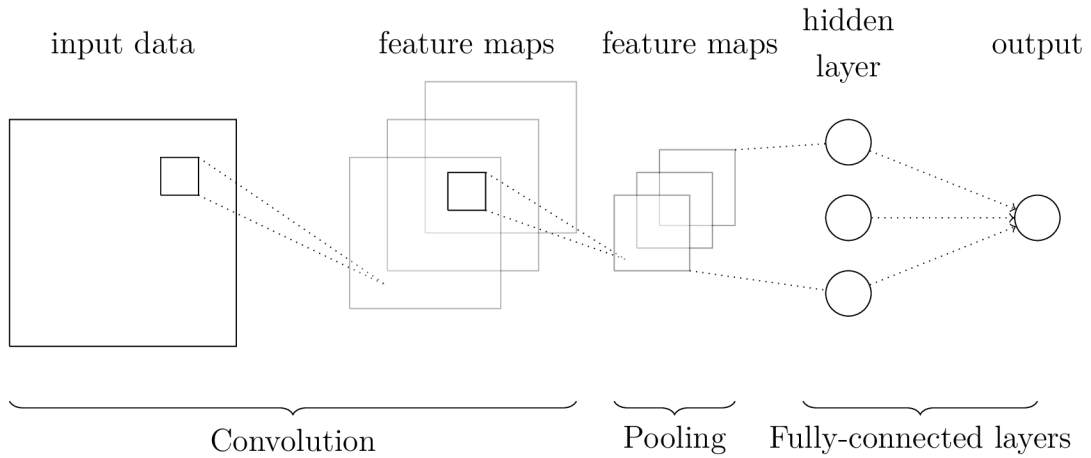 input data
feature maps
feature maps
hidden
layer
output
Convolution
Pooling
Fully-connected layers